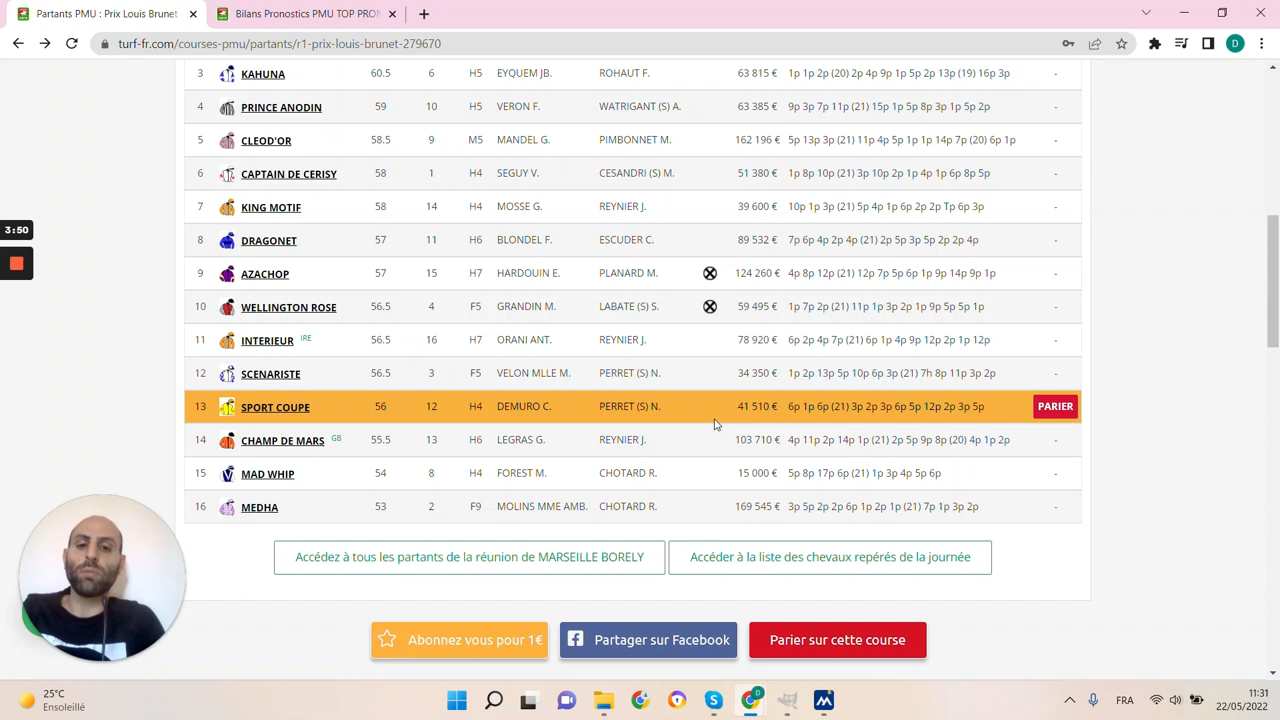 Partants PMU : Prix Louis Brunet
Bilans Pronostics PMU TOP PRON
turf-fr.com/courses-pmu/partants/r1-prix-louis-brunet-279670
D
3 KAHUNA 60.5 6 H5 EYQUEM JB. ROHAUT F. 63 815 € 1p 1p 2p (20) 2p 4p 9p 1p 5p 2p 13p (19) 16p 3p -
4 PRINCE ANODIN 59 10 H5 VERON F. WATRIGANT (S) A. 63 385 € 9p 3p 7p 11p (21) 15p 1p 5p 8p 3p 1p 5p 2p -
5 CLEOD'OR 58.5 9 M5 MANDEL G. PIMBONNET M. 162 196 € 5p 13p 3p (21) 11p 4p 5p 1p 1p 14p 7p (20) 6p 1p -
6 CAPTAIN DE CERISY 58 1 H4 SEGUY V. CESANDRI (S) M. 51 380 € 1p 8p 10p (21) 3p 10p 2p 1p 4p 1p 6p 8p 5p -
7 KING MOTIF 58 14 H4 MOSSE G. REYNIER J. 39 600 € 10p 1p 3p (21) 5p 4p 1p 6p 2p 2p Tp 6p 3p -
8 DRAGONET 57 11 H6 BLONDEL F. ESCUDER C. 89 532 € 7p 6p 4p 2p 4p (21) 2p 5p 3p 5p 2p 2p 4p -
9 AZACHOP 57 15 H7 HARDOUIN E. PLANARD M. 124 260 € 4p 8p 12p (21) 12p 7p 5p 6p 1p 9p 14p 9p 1p -
10 WELLINGTON ROSE 56.5 4 F5 GRANDIN M. LABATE (S) S. 59 495 € 1p 7p 2p (21) 11p 1p 3p 2p 1p 9p 5p 5p 1p -
11 INTERIEUR IRE 56.5 16 H7 ORANI ANT. REYNIER J. 78 920 € 6p 2p 4p 7p (21) 6p 1p 4p 9p 12p 2p 1p 12p -
12 SCENARISTE 56.5 3 F5 VELON MLLE M. PERRET (S) N. 34 350 € 1p 2p 13p 5p 10p 6p 3p (21) 7h 8p 11p 3p 2p -
13 SPORT COUPE 56 12 H4 DEMURO C. PERRET (S) N. 41 510 € 6p 1p 6p (21) 3p 2p 3p 6p 5p 12p 2p 3p 5p PARIER
14 CHAMP DE MARS GB 55.5 13 H6 LEGRAS G. REYNIER J. 103 710 € 4p 11p 2p 14p 1p (21) 2p 5p 9p 8p (20) 4p 1p 2p -
15 MAD WHIP 54 8 H4 FOREST M. CHOTARD R. 15 000 € 5p 8p 17p 6p (21) 1p 3p 4p 5p 6p -
16 MEDHA 53 2 F9 MOLINS MME AMB. CHOTARD R. 169 545 € 3p 5p 2p 2p 6p 1p 2p 1p (21) 7p 1p 3p 2p -
3:50
Accédez à tous les partants de la réunion de MARSEILLE BORELY
Accéder à la liste des chevaux repérés de la journée
Abonnez vous pour 1€
Partager sur Facebook
Parier sur cette course
25°C
Ensoleillé
FRA
11:31
22/05/2022